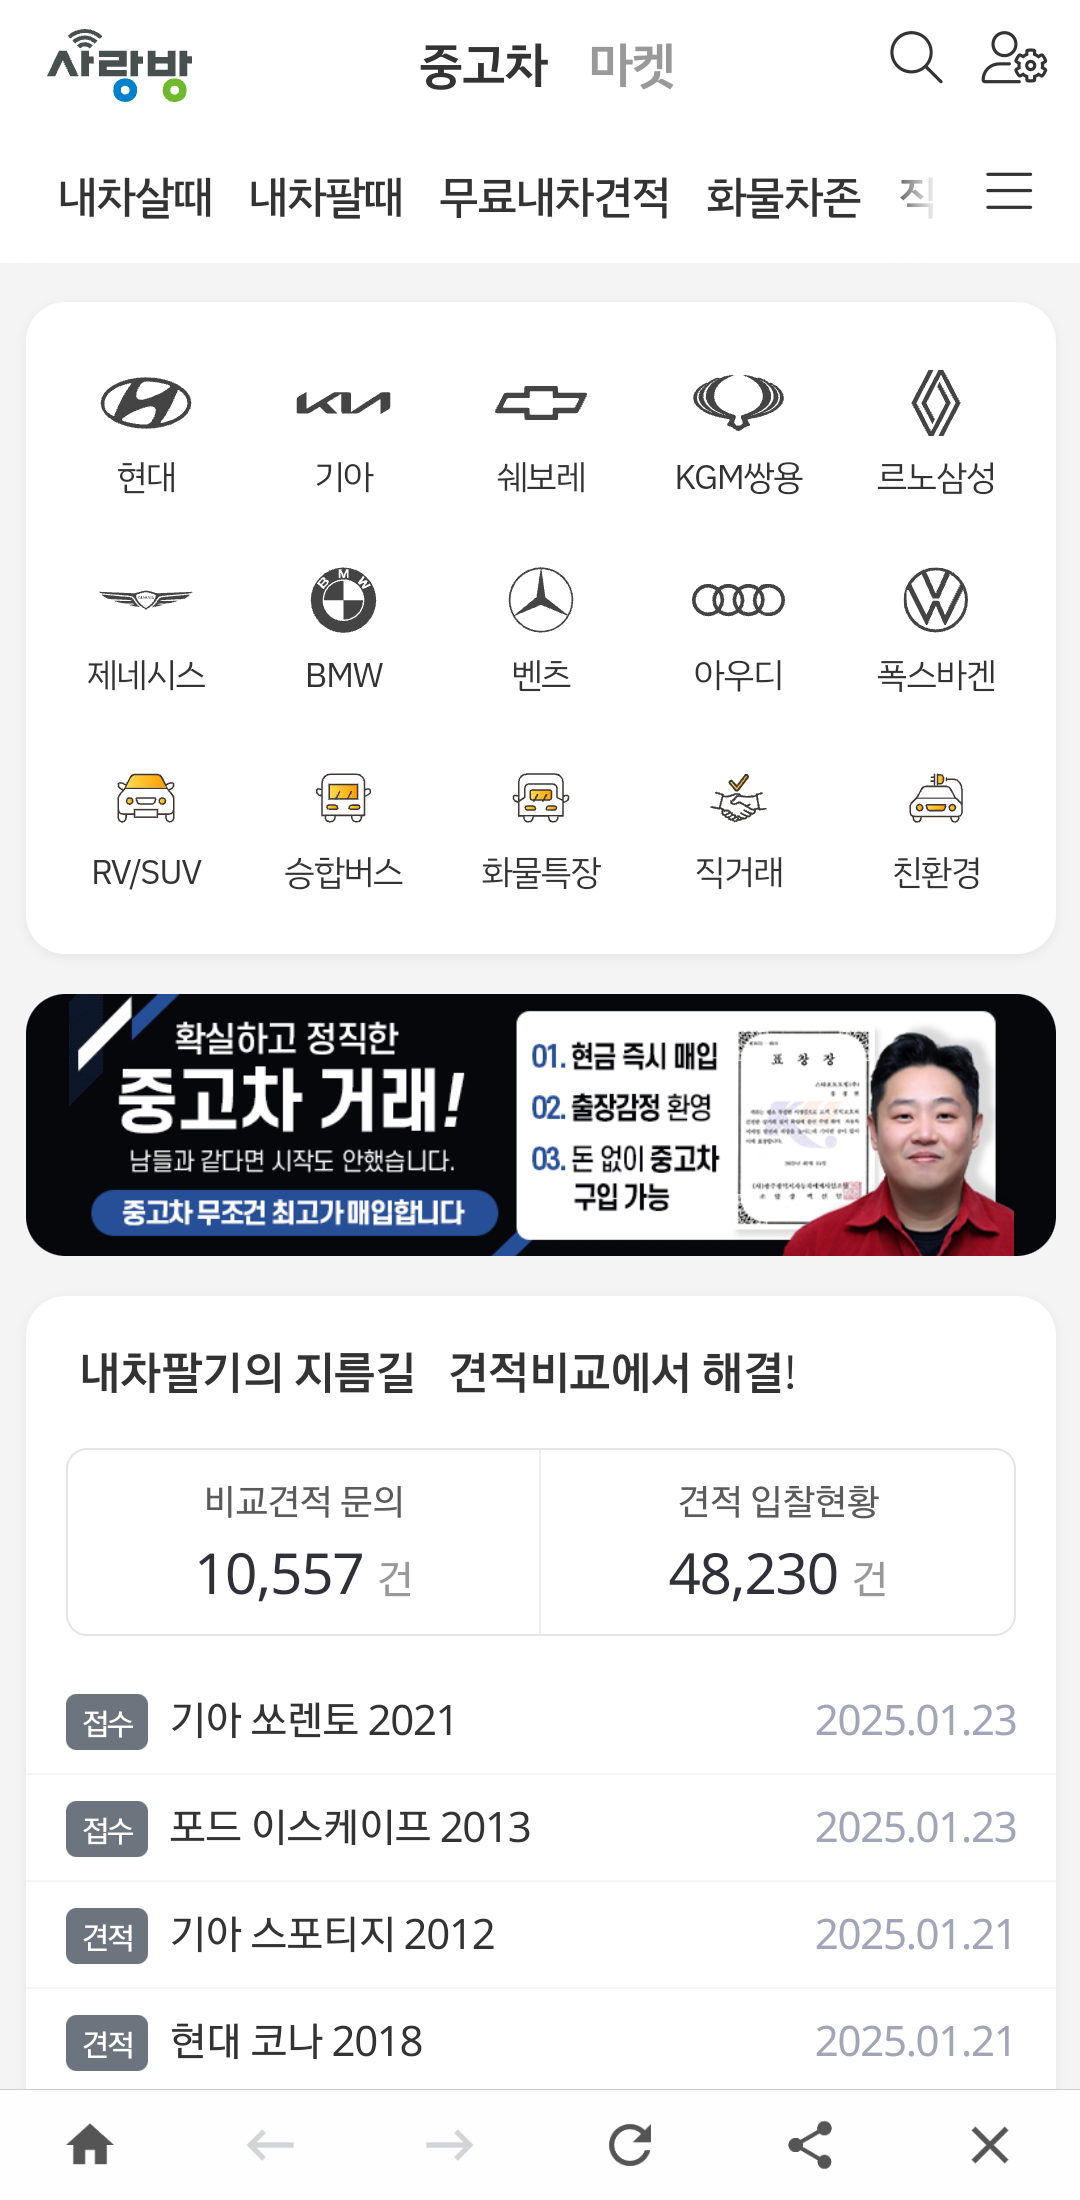 사랑방
중고차 마켓
내차살때 내차팔때 무료내차견적 화물차존 직
현대 기아 쉐보레 KGM쌍용 르노삼성
제네시스 BMW 벤츠 아우디 폭스바겐
RV/SUV 승합버스 화물특장 직거래 친환경
확실하고 정직한
중고차 거래!
남들과 같다면 시작도 안했습니다.
중고차 무조건 최고가 매입합니다
01. 현금 즉시 매입
02. 출장감정 환영
03. 돈 없이 중고차
구입 가능
표 창 장
내차팔기의 지름길 견적비교에서 해결!
비교견적 문의 견적 입찰현황
10,557 건 48,230 건
접수 기아 쏘렌토 2021 2025.01.23
접수 포드 이스케이프 2013 2025.01.23
견적 기아 스포티지 2012 2025.01.21
견적 현대 코나 2018 2025.01.21